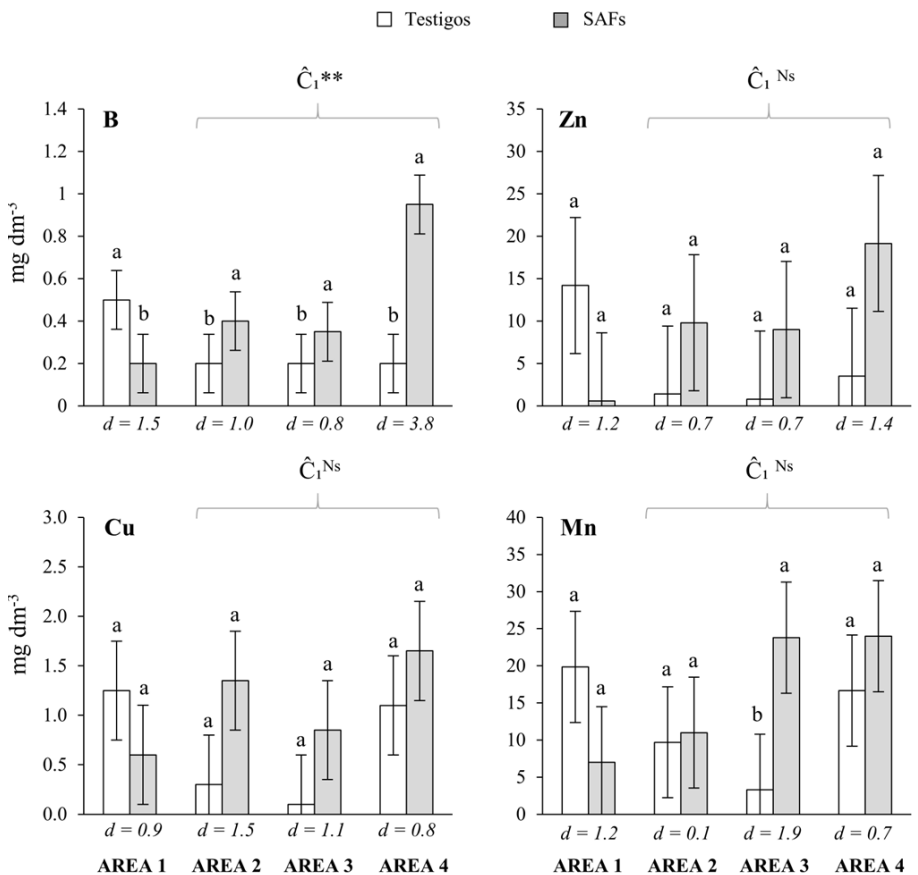 Testigos SAFs
Ĉ₁**
Ĉ₁ Ns
B
Zn
mg dm⁻³
1.4
1.2
1
0.8
0.6
0.4
0.2
0
a
b
b
a
b
a
b
a
35
30
25
20
15
10
5
0
a
a
a
a
a
a
a
a
d = 1.5 d = 1.0 d = 0.8 d = 3.8
d = 1.2 d = 0.7 d = 0.7 d = 1.4
Ĉ₁Ns
Ĉ₁ Ns
Cu
Mn
mg dm⁻³
3.0
2.5
2.0
1.5
1.0
0.5
0.0
a
a
a
a
a
a
a
a
40
35
30
25
20
15
10
5
0
a
a
a
a
b
a
a
a
d = 0.9 d = 1.5 d = 1.1 d = 0.8
d = 1.2 d = 0.1 d = 1.9 d = 0.7
AREA 1 AREA 2 AREA 3 AREA 4
AREA 1 AREA 2 AREA 3 AREA 4